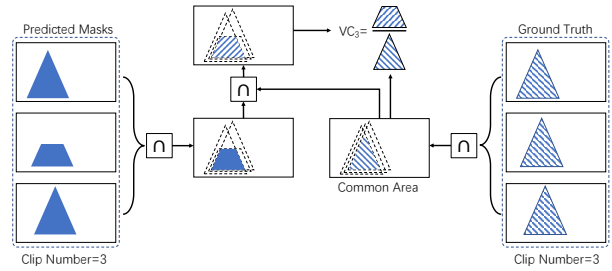 Predicted Masks
Ground Truth
VC₃=
∩
∩
∩
Common Area
Clip Number=3
Clip Number=3